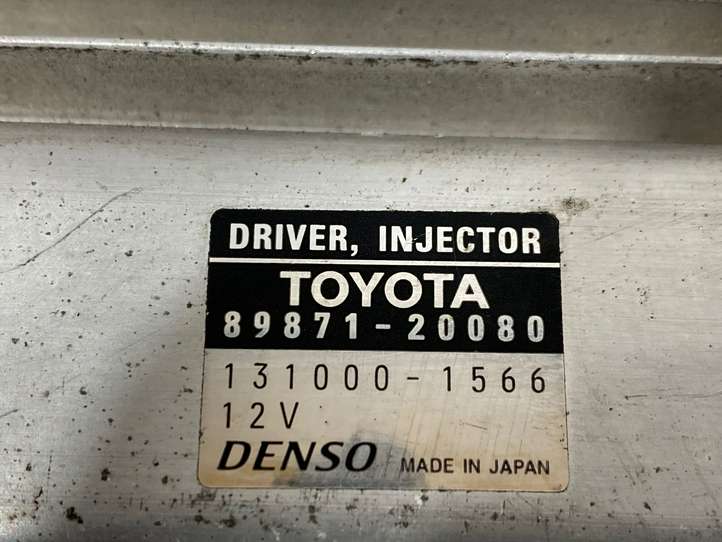 DRIVER, INJECTOR
TOYOTA
89871-20080
131000-1566
12V
DENSO MADE IN JAPAN